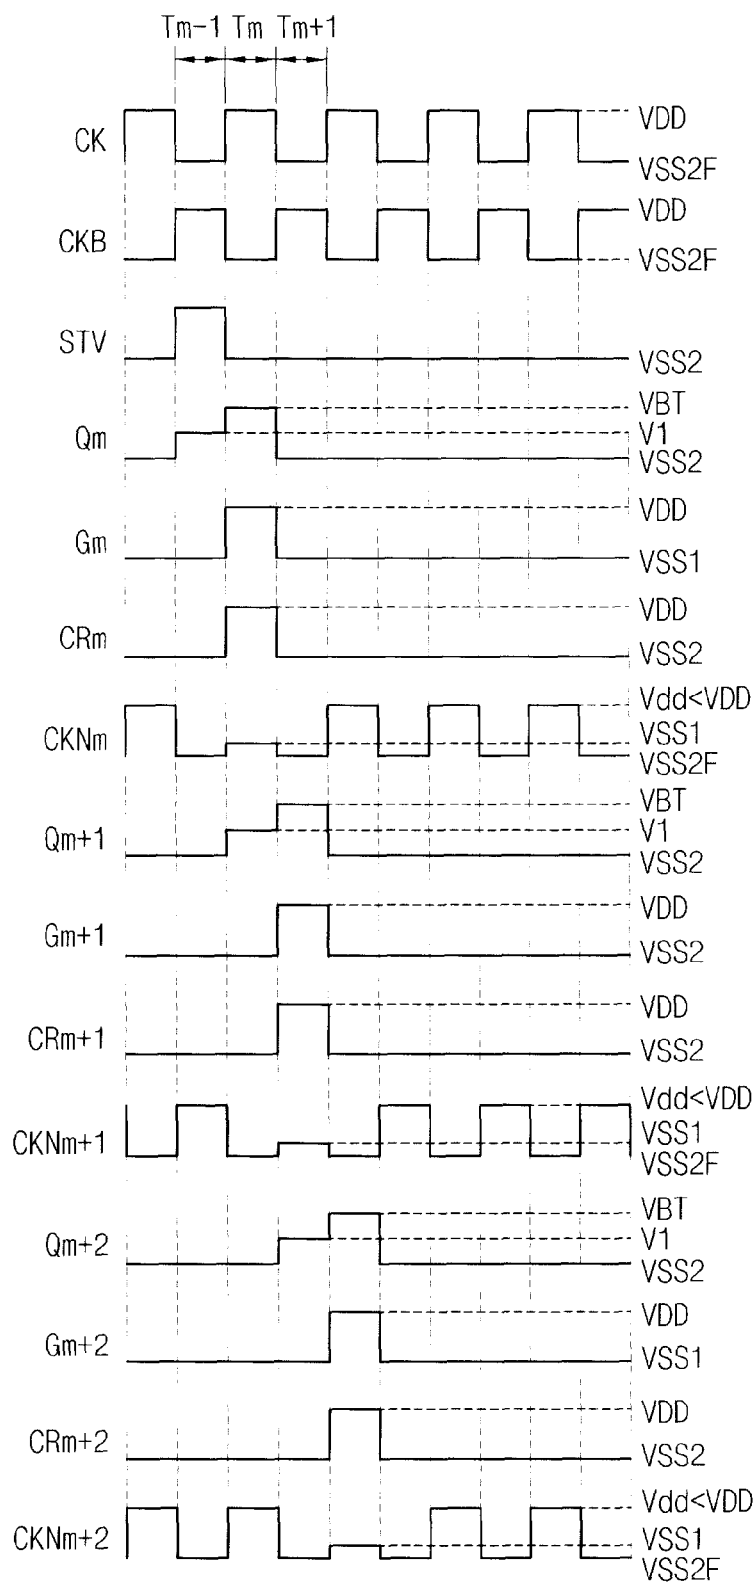 Tm-1 Tm Tm+1
CK VDD
VSS2F
CKB VDD
VSS2F
STV VSS2
Qm VBT
V1
VSS2
Gm VDD
VSS1
CRm VDD
VSS2
CKNm Vdd<VDD
VSS1
VSS2F
Qm+1 VBT
V1
VSS2
Gm+1 VDD
VSS2
CRm+1 VDD
VSS2
CKNm+1 Vdd<VDD
VSS1
VSS2F
Qm+2 VBT
V1
VSS2
Gm+2 VDD
VSS1
CRm+2 VDD
VSS2
CKNm+2 Vdd<VDD
VSS1
VSS2F